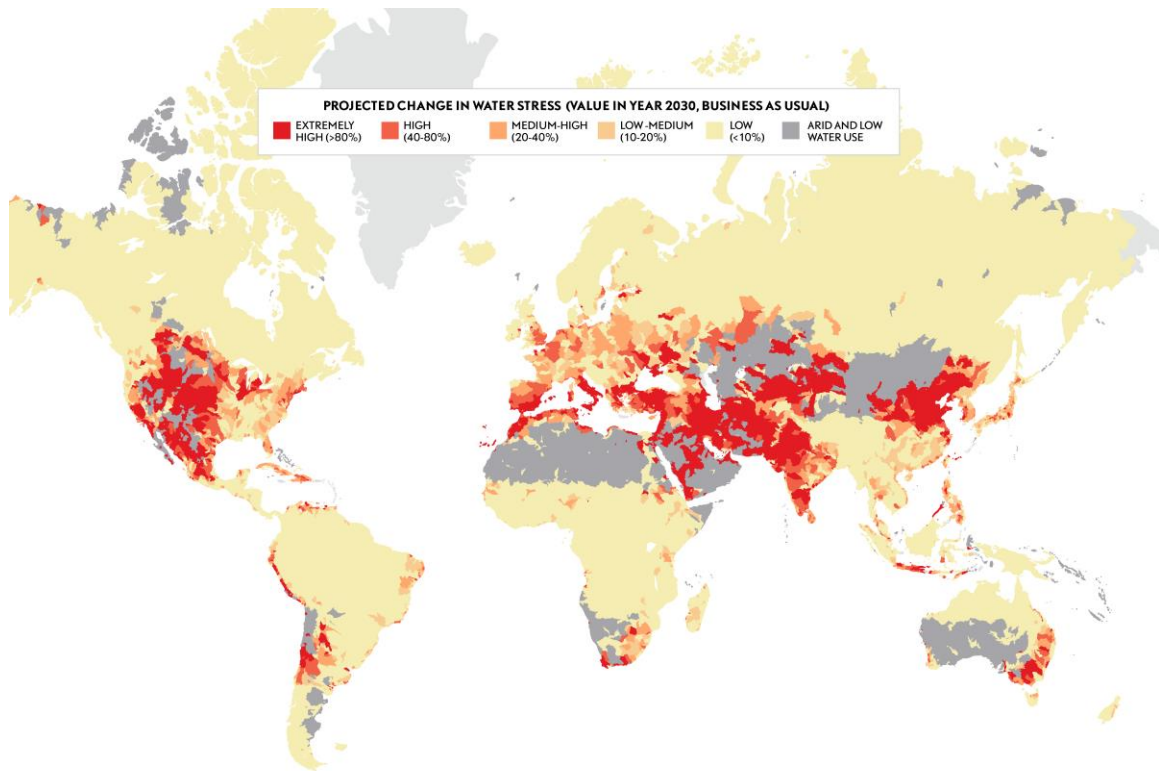 PROJECTED CHANGE IN WATER STRESS (VALUE IN YEAR 2030, BUSINESS AS USUAL)
EXTREMELY HIGH (>80%)
HIGH (40-80%)
MEDIUM-HIGH (20-40%)
LOW-MEDIUM (10-20%)
LOW (<10%)
ARID AND LOW WATER USE